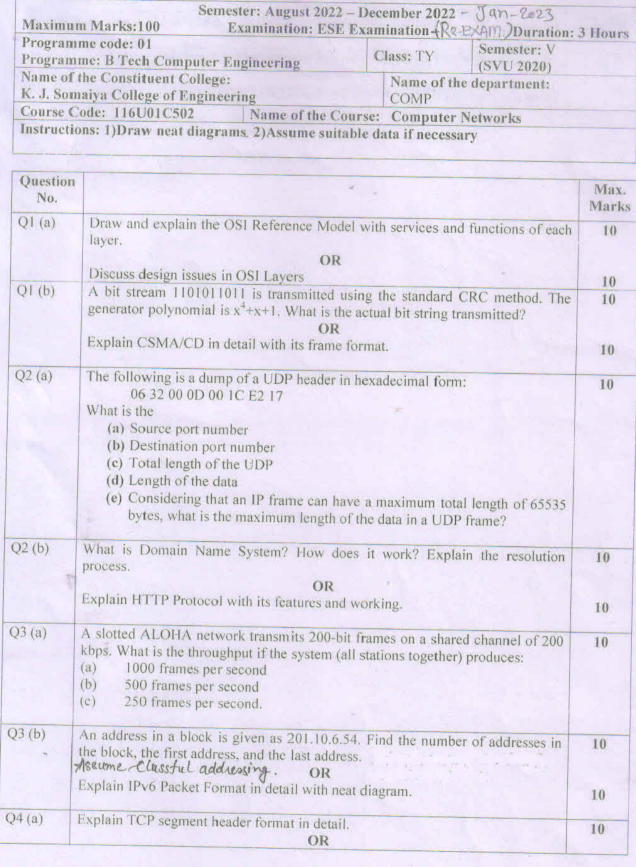 Semester: August 2022 – December 2022 - Jan-2023
Maximum Marks:100 Examination: ESE Examination (Re-EXAM) Duration: 3 Hours
Programme code: 01
Programme: B Tech Computer Engineering
Class: TY
Semester: V
(SVU 2020)
Name of the Constituent College:
K. J. Somaiya College of Engineering
Name of the department:
COMP
Course Code: 116U01C502
Name of the Course: Computer Networks
Instructions: 1)Draw neat diagrams. 2)Assume suitable data if necessary
Question
No.
Max.
Marks
Q1 (a)
Draw and explain the OSI Reference Model with services and functions of each
layer.
10
OR
Discuss design issues in OSI Layers
10
Q1 (b)
A bit stream 1101011011 is transmitted using the standard CRC method. The
generator polynomial is x⁴+x+1. What is the actual bit string transmitted?
10
OR
Explain CSMA/CD in detail with its frame format.
10
Q2 (a)
The following is a dump of a UDP header in hexadecimal form:
10
06 32 00 0D 00 1C E2 17
What is the
(a) Source port number
(b) Destination port number
(c) Total length of the UDP
(d) Length of the data
(e) Considering that an IP frame can have a maximum total length of 65535
bytes, what is the maximum length of the data in a UDP frame?
Q2 (b)
What is Domain Name System? How does it work? Explain the resolution
process.
10
OR
Explain HTTP Protocol with its features and working.
10
Q3 (a)
A slotted ALOHA network transmits 200-bit frames on a shared channel of 200
kbps. What is the throughput if the system (all stations together) produces:
10
(a) 1000 frames per second
(b) 500 frames per second
(c) 250 frames per second.
Q3 (b)
An address in a block is given as 201.10.6.54. Find the number of addresses in
the block, the first address, and the last address.
10
Assume Classful addressing.
OR
Explain IPv6 Packet Format in detail with neat diagram.
10
Q4 (a)
Explain TCP segment header format in detail.
10
OR